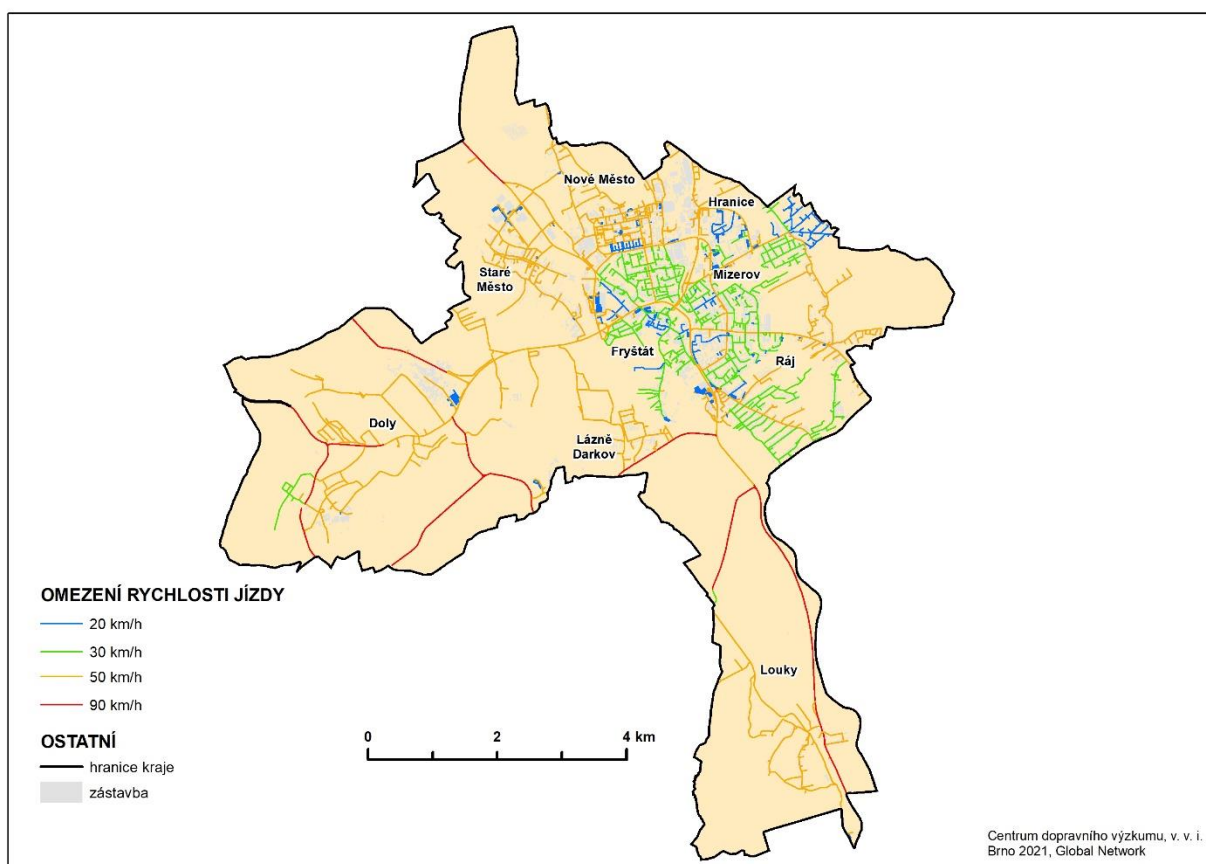 Nové Město
Hranice
Staré
Město
Mizerov
Fryštát
Ráj
Doly
Lázně
Darkov
Louky
OMEZENÍ RYCHLOSTI JÍZDY
20 km/h
30 km/h
50 km/h
90 km/h
OSTATNÍ
hranice kraje
zástavba
0 2 4 km
Centrum dopravního výzkumu, v. v. i.
Brno 2021, Global Network